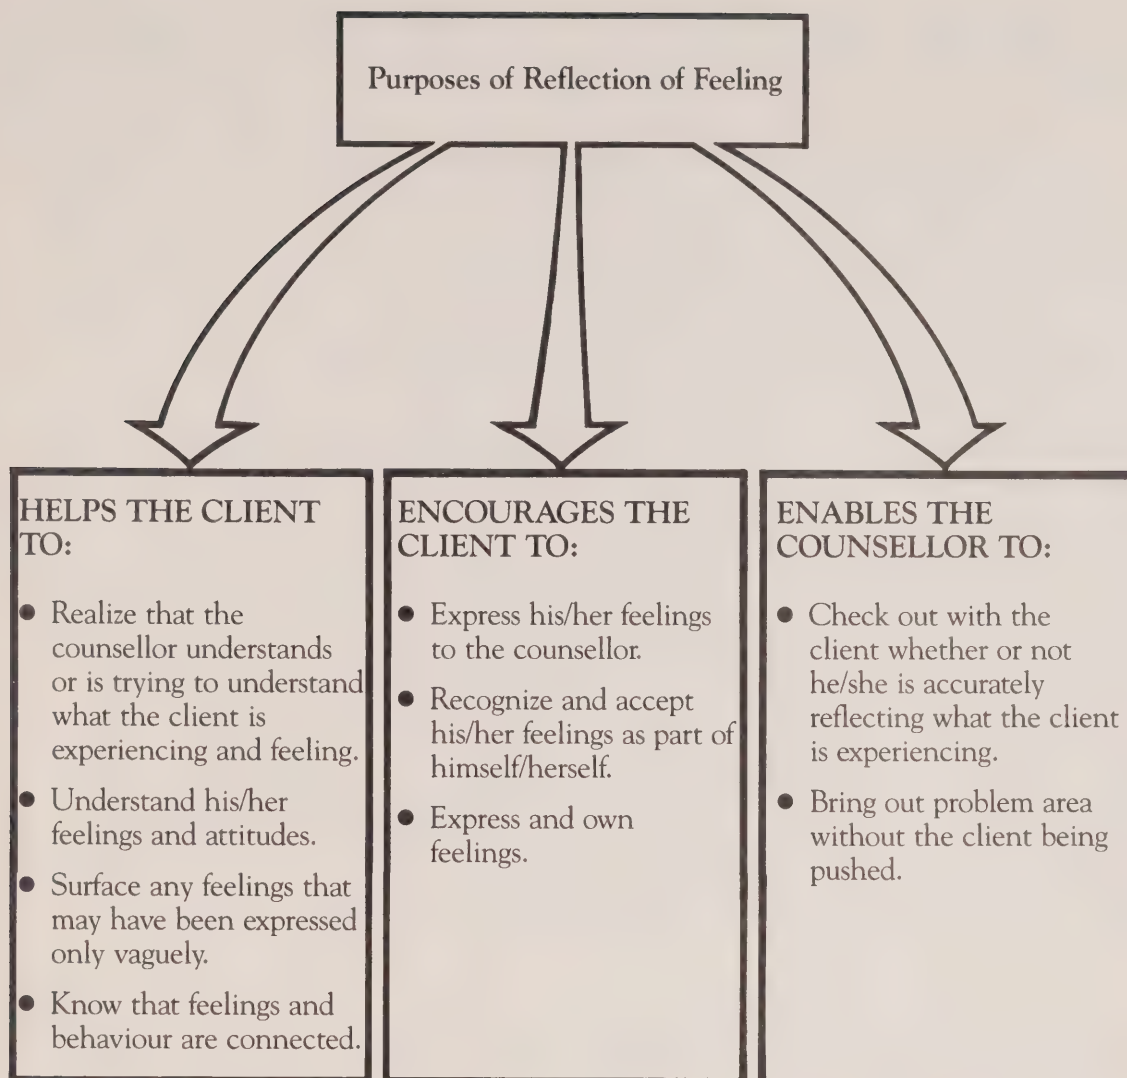 Purposes of Reflection of Feeling
HELPS THE CLIENT
TO:
● Realize that the
counsellor understands
or is trying to understand
what the client is
experiencing and feeling.
● Understand his/her
feelings and attitudes.
● Surface any feelings that
may have been expressed
only vaguely.
● Know that feelings and
behaviour are connected.
ENCOURAGES THE
CLIENT TO:
● Express his/her feelings
to the counsellor.
● Recognize and accept
his/her feelings as part of
himself/herself.
● Express and own
feelings.
ENABLES THE
COUNSELLOR TO:
● Check out with the
client whether or not
he/she is accurately
reflecting what the client
is experiencing.
● Bring out problem area
without the client being
pushed.